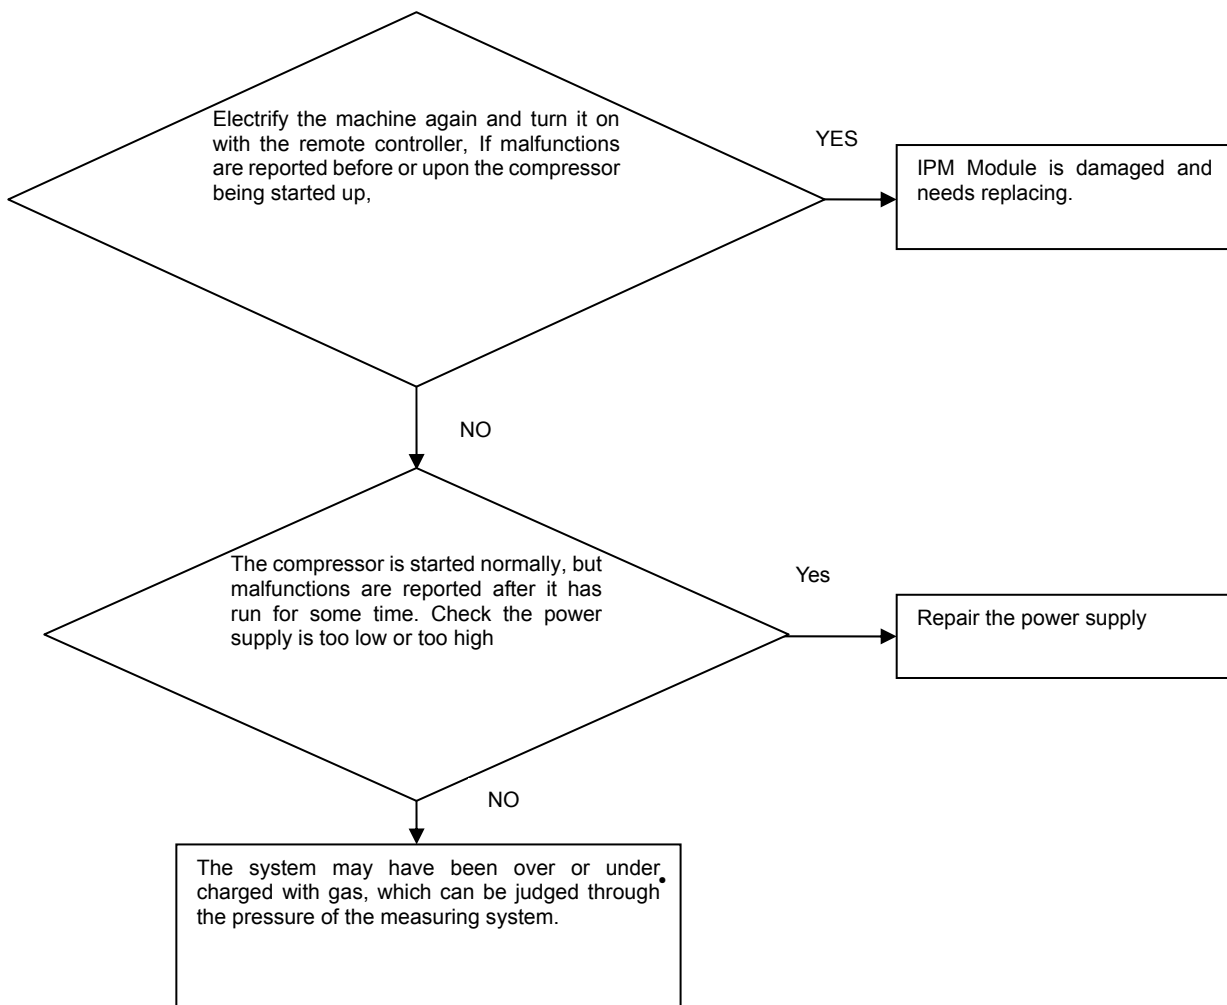 Electrify the machine again and turn it on
with the remote controller, If malfunctions
are reported before or upon the compressor
being started up,
YES
IPM Module is damaged and
needs replacing.
NO
The compressor is started normally, but
malfunctions are reported after it has
run for some time. Check the power
supply is too low or too high
Yes
Repair the power supply
NO
The system may have been over or under
charged with gas, which can be judged through
the pressure of the measuring system.